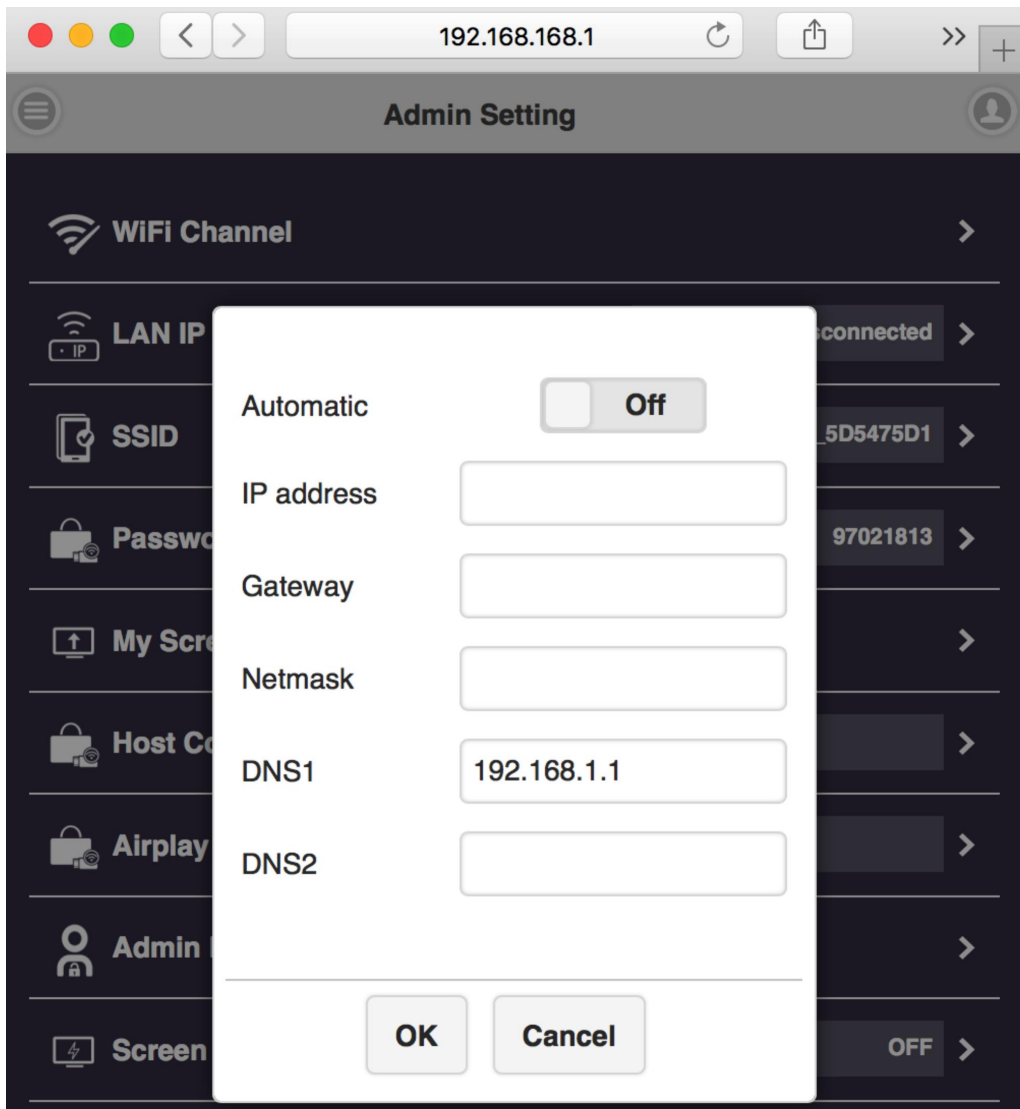 192.168.168.1
Admin Setting
WiFi Channel
LAN IP
sconnected
Automatic
Off
SSID
_5D5475D1
IP address
Passwo
97021813
Gateway
My Scre
Netmask
Host Co
DNS1
192.168.1.1
Airplay
DNS2
Admin
OK
Cancel
Screen
OFF